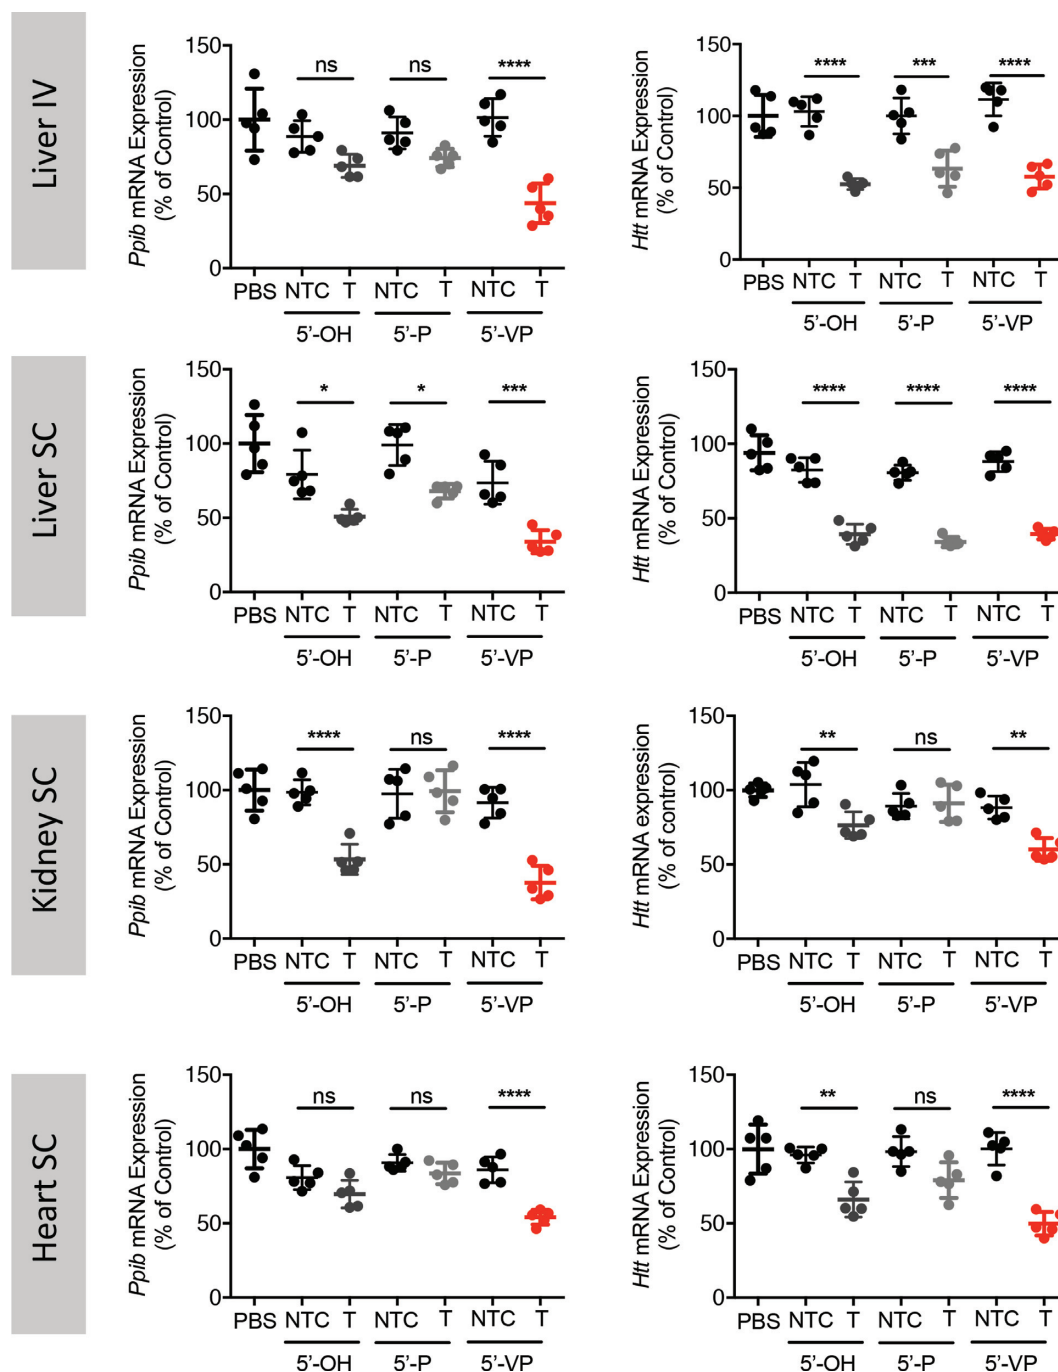 Liver IV
Ppib mRNA Expression
(% of Control)
150
100
50
0
ns
ns
****
PBS NTC T NTC T NTC T
5’-OH 5’-P 5’-VP
Htt mRNA Expression
(% of Control)
150
100
50
0
****
***
****
PBS NTC T NTC T NTC T
5’-OH 5’-P 5’-VP
Liver SC
Ppib mRNA Expression
(% of Control)
150
100
50
0
*
*
***
PBS NTC T NTC T NTC T
5’-OH 5’-P 5’-VP
Htt mRNA Expression
(% of Control)
150
100
50
0
****
****
****
PBS NTC T NTC T NTC T
5’-OH 5’-P 5’-VP
Kidney SC
Ppib mRNA Expression
(% of Control)
150
100
50
0
****
ns
****
PBS NTC T NTC T NTC T
5’-OH 5’-P 5’-VP
Htt mRNA expression
(% of control)
150
100
50
0
**
ns
**
PBS NTC T NTC T NTC T
5’-OH 5’-P 5’-VP
Heart SC
Ppib mRNA Expression
(% of Control)
150
100
50
0
ns
ns
****
PBS NTC T NTC T NTC T
5’-OH 5’-P 5’-VP
Htt mRNA Expression
(% of Control)
150
100
50
0
**
ns
****
PBS NTC T NTC T NTC T
5’-OH 5’-P 5’-VP